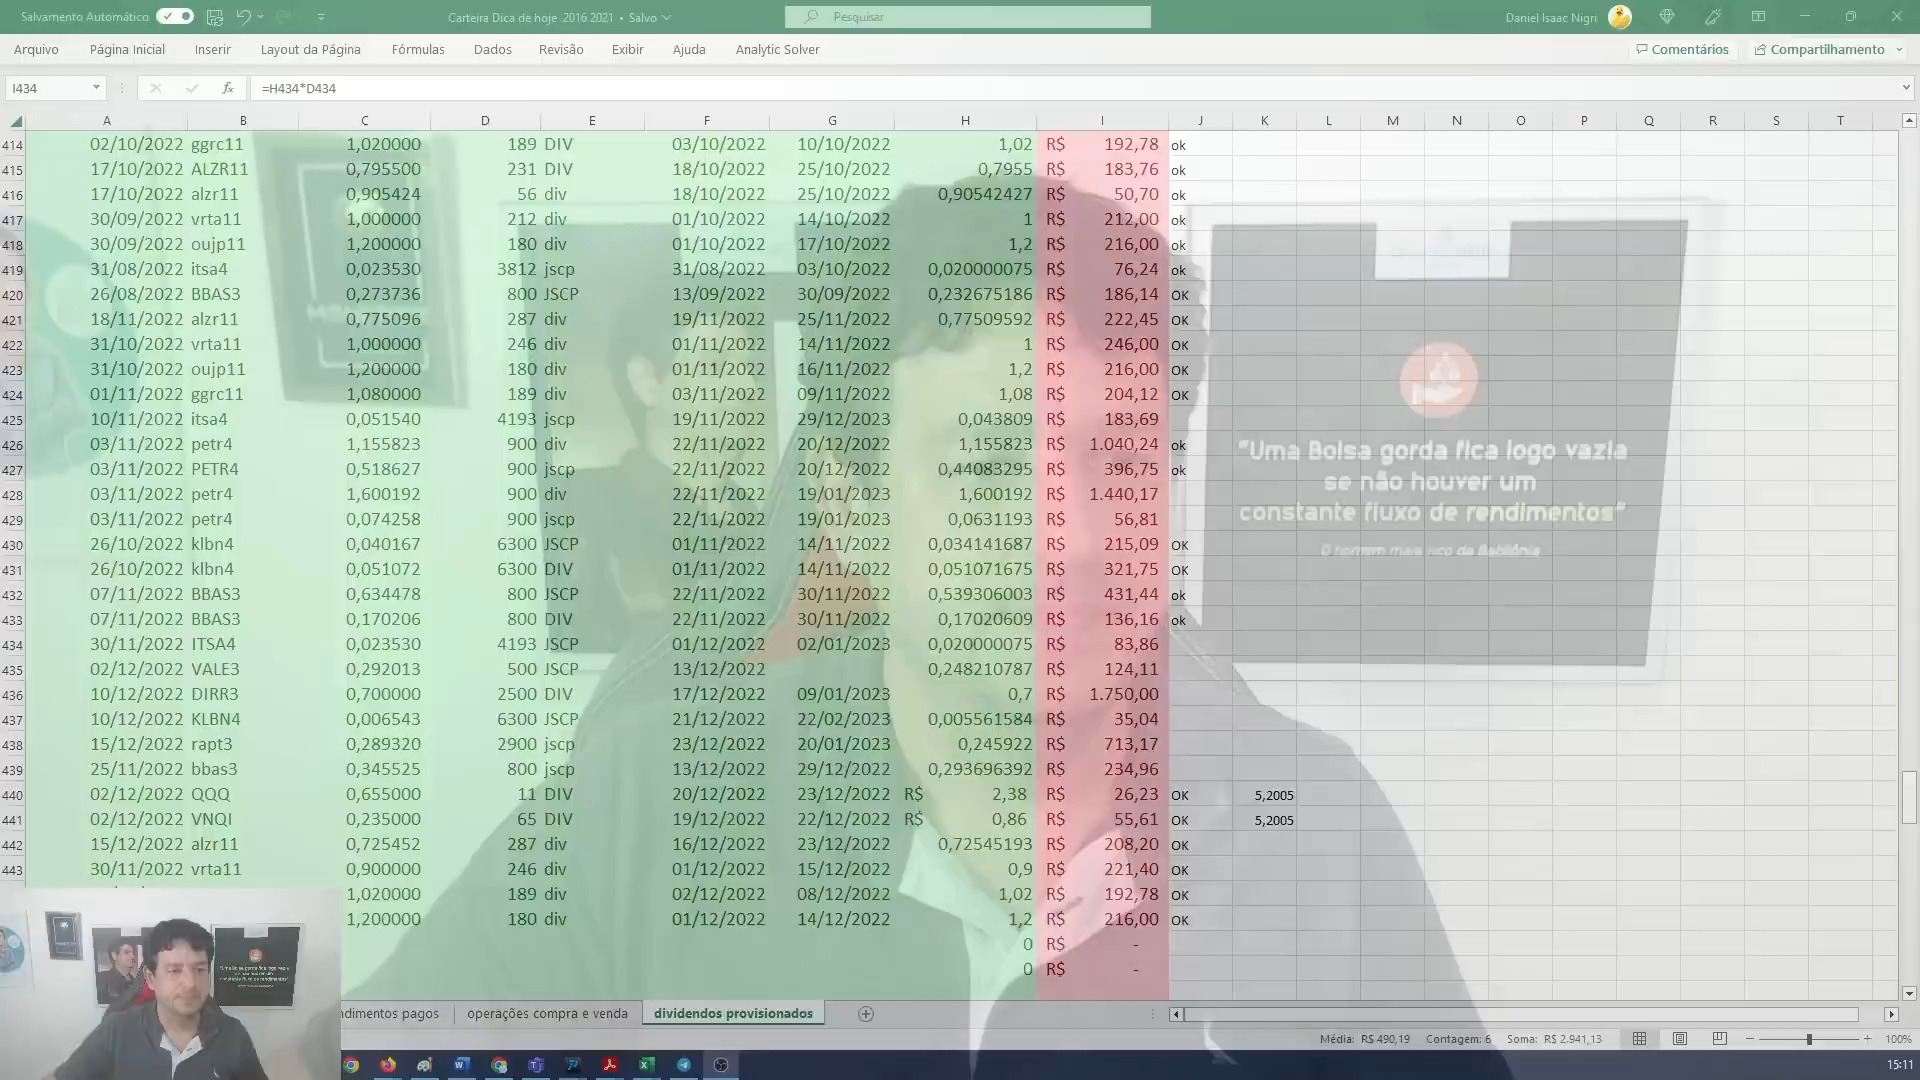 Salvamento Automático
Carteira Dica de hoje 2016 2021 • Salvo
Pesquisar
Daniel Isaac Nigri
Arquivo Página Inicial Inserir Layout da Página Fórmulas Dados Revisão Exibir Ajuda Analytic Solver
Comentários Compartilhamento
I434 fx =H434*D434
A B C D E F G H I J K L M N O P Q R S T
414 02/10/2022 ggrc11 1,020000 189 DIV 03/10/2022 10/10/2022 1,02 R$ 192,78 ok
415 17/10/2022 ALZR11 0,795500 231 DIV 18/10/2022 25/10/2022 0,7955 R$ 183,76 ok
416 17/10/2022 alzr11 0,905424 56 div 18/10/2022 25/10/2022 0,90542427 R$ 50,70 ok
417 30/09/2022 vrta11 1,000000 212 div 01/10/2022 14/10/2022 1 R$ 212,00 ok
418 30/09/2022 oujp11 1,200000 180 div 01/10/2022 17/10/2022 1,2 R$ 216,00 ok
419 31/08/2022 itsa4 0,023530 3812 jscp 31/08/2022 03/10/2022 0,020000075 R$ 76,24 ok
420 26/08/2022 BBAS3 0,273736 800 JSCP 13/09/2022 30/09/2022 0,232675186 R$ 186,14 OK
421 18/11/2022 alzr11 0,775096 287 div 19/11/2022 25/11/2022 0,77509592 R$ 222,45 OK
422 31/10/2022 vrta11 1,000000 246 div 01/11/2022 14/11/2022 1 R$ 246,00 OK
423 31/10/2022 oujp11 1,200000 180 div 01/11/2022 16/11/2022 1,2 R$ 216,00 OK
424 01/11/2022 ggrc11 1,080000 189 div 03/11/2022 09/11/2022 1,08 R$ 204,12 OK
425 10/11/2022 itsa4 0,051540 4193 jscp 19/11/2022 29/12/2023 0,043809 R$ 183,69
426 03/11/2022 petr4 1,155823 900 div 22/11/2022 20/12/2022 1,155823 R$ 1.040,24 ok
427 03/11/2022 PETR4 0,518627 900 jscp 22/11/2022 20/12/2022 0,44083295 R$ 396,75 ok
428 03/11/2022 petr4 1,600192 900 div 22/11/2022 19/01/2023 1,600192 R$ 1.440,17
429 03/11/2022 petr4 0,074258 900 jscp 22/11/2022 19/01/2023 0,0631193 R$ 56,81
430 26/10/2022 klbn4 0,040167 6300 JSCP 01/11/2022 14/11/2022 0,034141687 R$ 215,09 OK
431 26/10/2022 klbn4 0,051072 6300 DIV 01/11/2022 14/11/2022 0,051071675 R$ 321,75 OK
432 07/11/2022 BBAS3 0,634478 800 JSCP 22/11/2022 30/11/2022 0,539306003 R$ 431,44 ok
433 07/11/2022 BBAS3 0,170206 800 DIV 22/11/2022 30/11/2022 0,17020609 R$ 136,16 ok
434 30/11/2022 ITSA4 0,023530 4193 JSCP 01/12/2022 02/01/2023 0,020000075 R$ 83,86
435 02/12/2022 VALE3 0,292013 500 JSCP 13/12/2022 0,248210787 R$ 124,11
436 10/12/2022 DIRR3 0,700000 2500 DIV 17/12/2022 09/01/2023 0,7 R$ 1.750,00
437 10/12/2022 KLBN4 0,006543 6300 JSCP 21/12/2022 22/02/2023 0,005561584 R$ 35,04
438 15/12/2022 rapt3 0,289320 2900 jscp 23/12/2022 20/01/2023 0,245922 R$ 713,17
439 25/11/2022 bbas3 0,345525 800 jscp 13/12/2022 29/12/2022 0,293696392 R$ 234,96
440 02/12/2022 QQQ 0,655000 11 DIV 20/12/2022 23/12/2022 R$ 2,38 R$ 26,23 OK 5,2005
441 02/12/2022 VNQI 0,235000 65 DIV 19/12/2022 22/12/2022 R$ 0,86 R$ 55,61 OK 5,2005
442 15/12/2022 alzr11 0,725452 287 div 16/12/2022 23/12/2022 0,72545193 R$ 208,20 OK
443 30/11/2022 vrta11 0,900000 246 div 01/12/2022 15/12/2022 0,9 R$ 221,40 OK
1,020000 189 div 02/12/2022 08/12/2022 1,02 R$ 192,78 OK
1,200000 180 div 01/12/2022 14/12/2022 1,2 R$ 216,00 OK
0 R$ -
0 R$ -
"Uma Bolsa gorda fica logo vazia
se não houver um
constante fluxo de rendimentos"
O homem mais rico da Babilônia
ndimentos pagos operações compra e venda dividendos provisionados
Média: R$ 490,19 Contagem: 6 Soma: R$ 2.941,13 100%
15:11